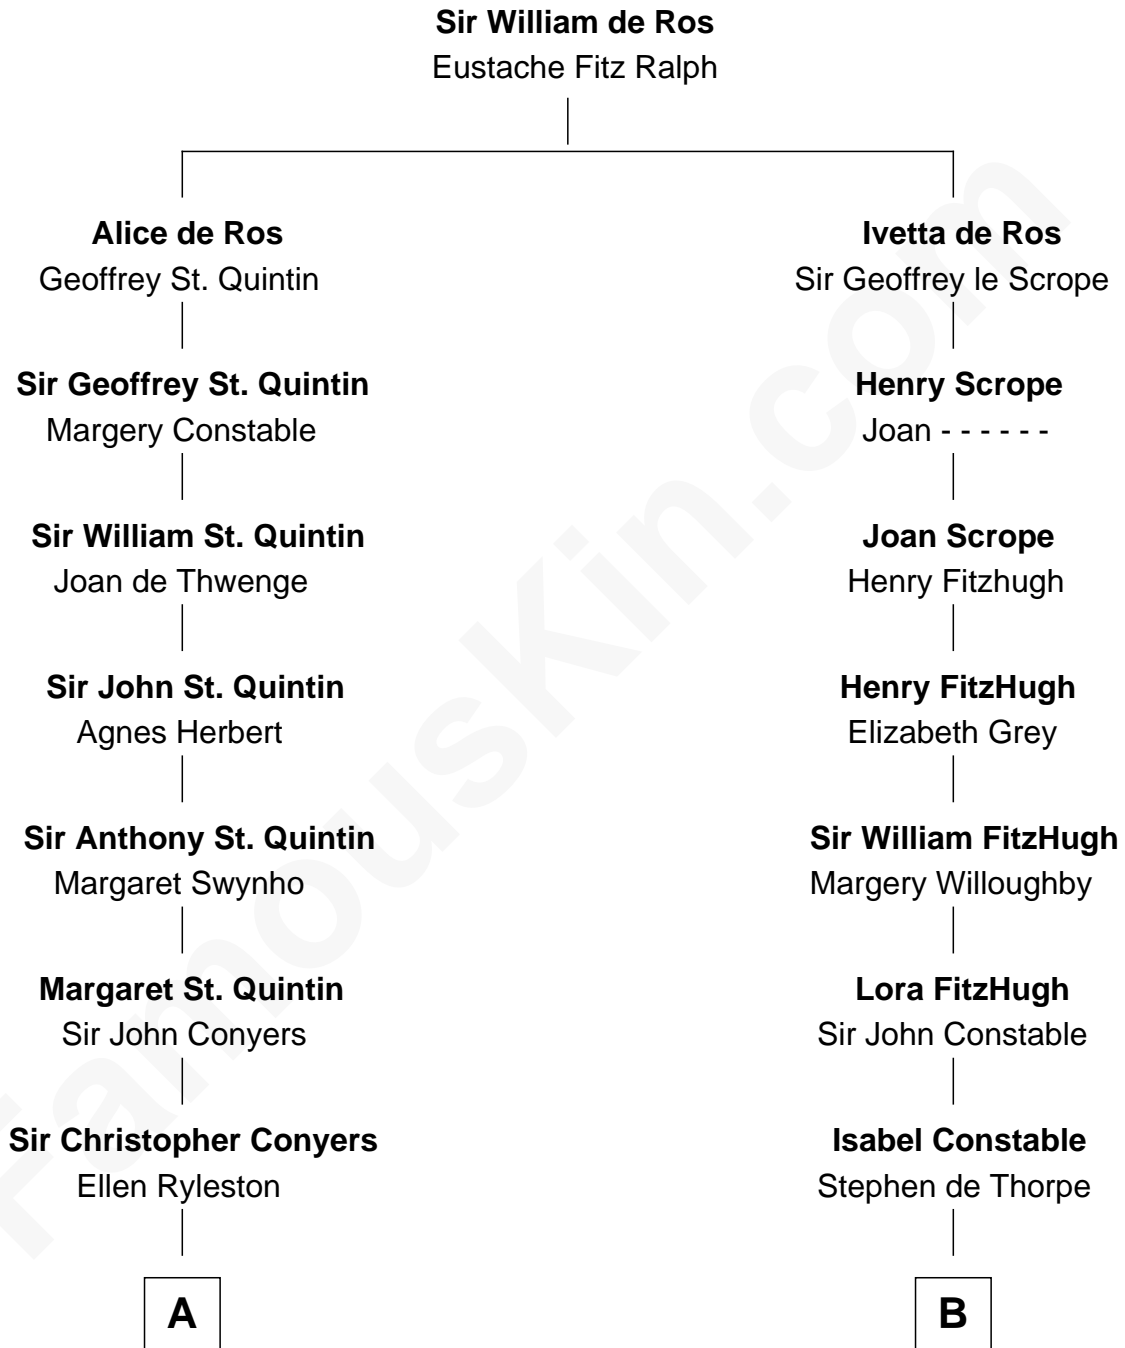 Sir William de Ros
Eustache Fitz Ralph
Alice de Ros
Geoffrey St. Quintin
Ivetta de Ros
Sir Geoffrey le Scrope
Sir Geoffrey St. Quintin
Margery Constable
Henry Scrope
Joan - - - - - -
Sir William St. Quintin
Joan de Thwenge
Joan Scrope
Henry Fitzhugh
Sir John St. Quintin
Agnes Herbert
Henry FitzHugh
Elizabeth Grey
Sir Anthony St. Quintin
Margaret Swynho
Sir William FitzHugh
Margery Willoughby
Margaret St. Quintin
Sir John Conyers
Lora FitzHugh
Sir John Constable
Sir Christopher Conyers
Ellen Ryleston
Isabel Constable
Stephen de Thorpe
A
B
FamousKin.com